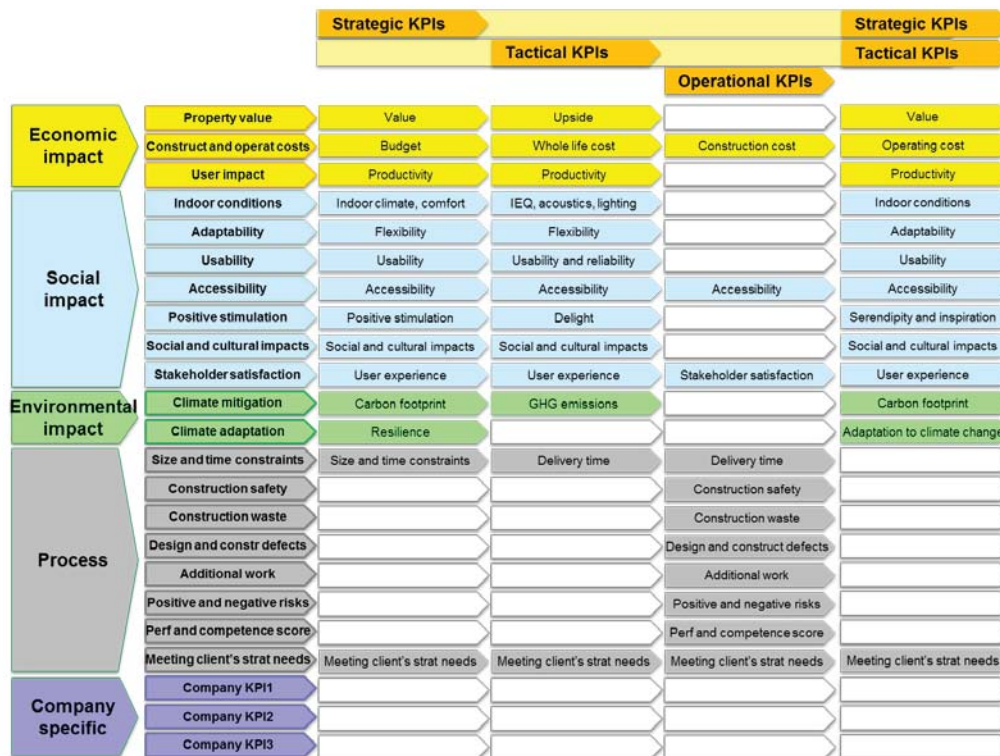 Strategic KPIs Strategic KPIs
Tactical KPIs Tactical KPIs
Operational KPIs
Economic
impact
Property value Value Upside Value
Construct and operat costs Budget Whole life cost Construction cost Operating cost
User impact Productivity Productivity Productivity
Social
impact
Indoor conditions Indoor climate, comfort IEQ, acoustics, lighting Indoor conditions
Adaptability Flexibility Flexibility Adaptability
Usability Usability Usability and reliability Usability
Accessibility Accessibility Accessibility Accessibility Accessibility
Positive stimulation Positive stimulation Delight Serendipity and inspiration
Social and cultural impacts Social and cultural impacts Social and cultural impacts Social and cultural impacts
Stakeholder satisfaction User experience User experience Stakeholder satisfaction User experience
Environmental
impact
Climate mitigation Carbon footprint GHG emissions Carbon footprint
Climate adaptation Resilience Adaptation to climate change
Process
Size and time constraints Size and time constraints Delivery time Delivery time
Construction safety Construction safety
Construction waste Construction waste
Design and constr defects Design and construct defects
Additional work Additional work
Positive and negative risks Positive and negative risks
Perf and competence score Perf and competence score
Meeting client's strat needs Meeting client's strat needs Meeting client's strat needs Meeting client's strat needs Meeting client's strat needs
Company
specific
Company KPI1
Company KPI2
Company KPI3